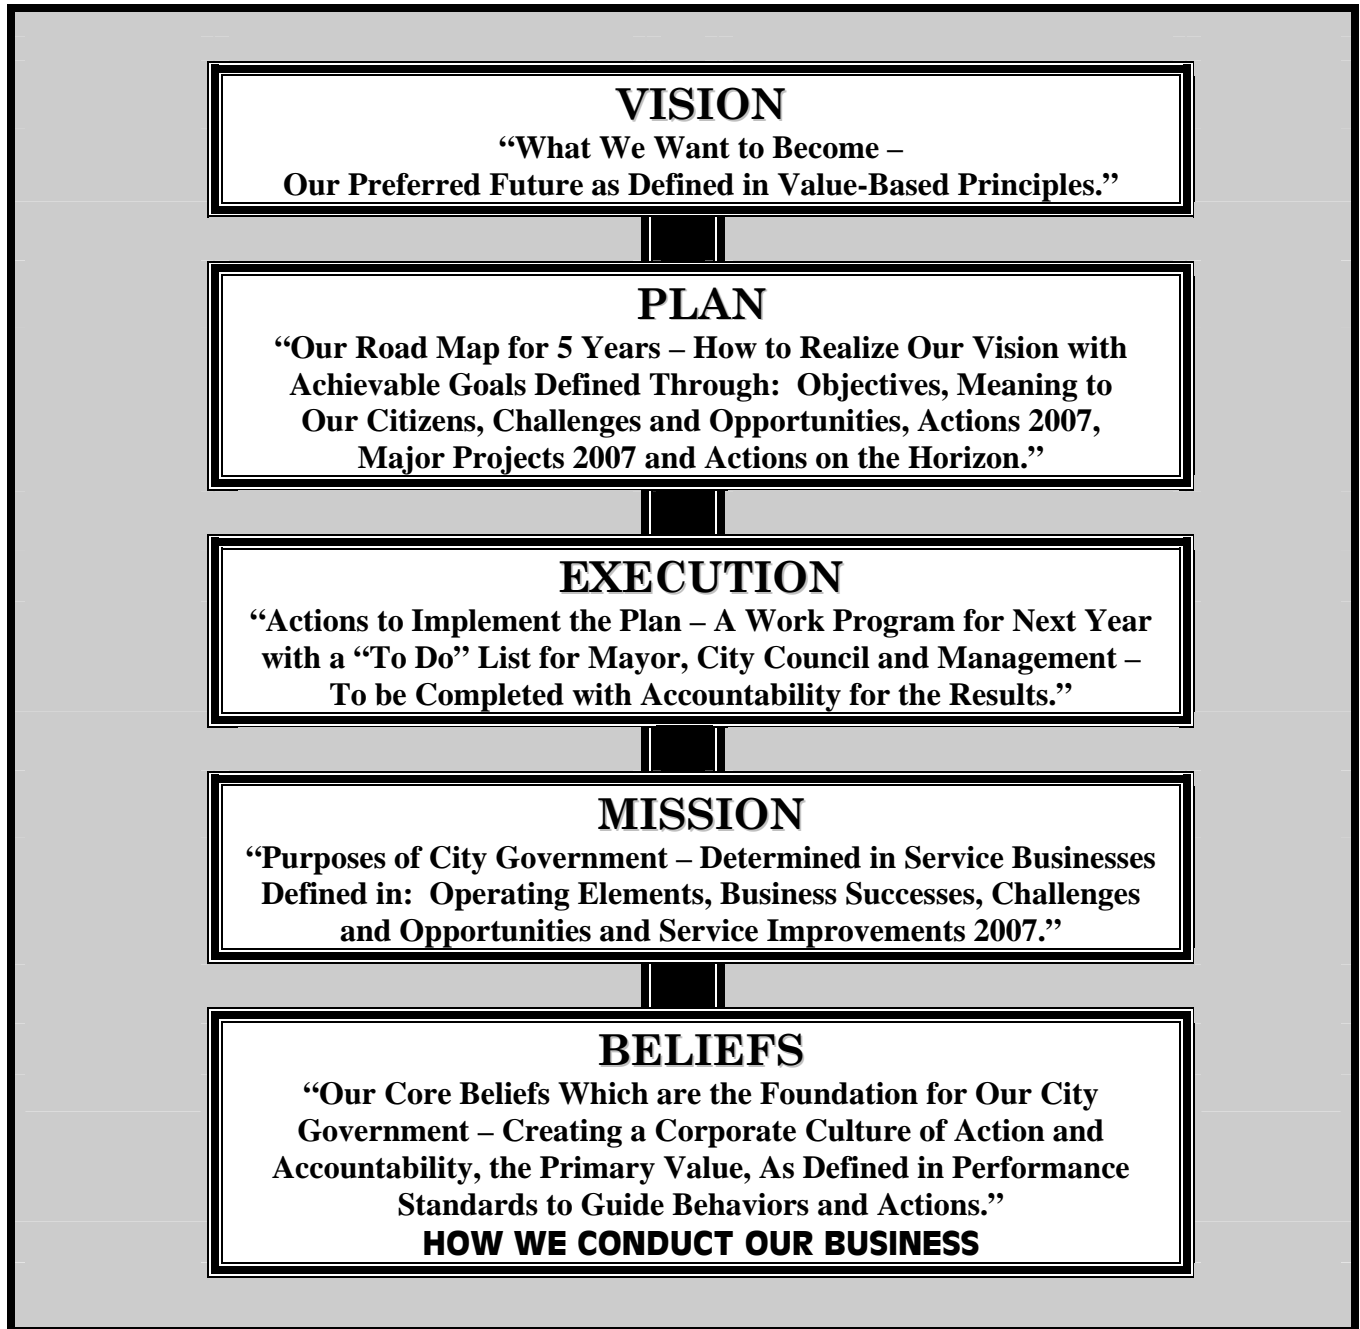 VISION
“What We Want to Become –
Our Preferred Future as Defined in Value-Based Principles.”
PLAN
“Our Road Map for 5 Years – How to Realize Our Vision with
Achievable Goals Defined Through:  Objectives, Meaning to
Our Citizens, Challenges and Opportunities, Actions 2007,
Major Projects 2007 and Actions on the Horizon.”
EXECUTION
“Actions to Implement the Plan – A Work Program for Next Year
with a “To Do” List for Mayor, City Council and Management –
To be Completed with Accountability for the Results.”
MISSION
“Purposes of City Government – Determined in Service Businesses
Defined in:  Operating Elements, Business Successes, Challenges
and Opportunities and Service Improvements 2007.”
BELIEFS
“Our Core Beliefs Which are the Foundation for Our City
Government – Creating a Corporate Culture of Action and
Accountability, the Primary Value, As Defined in Performance
Standards to Guide Behaviors and Actions.”
HOW WE CONDUCT OUR BUSINESS